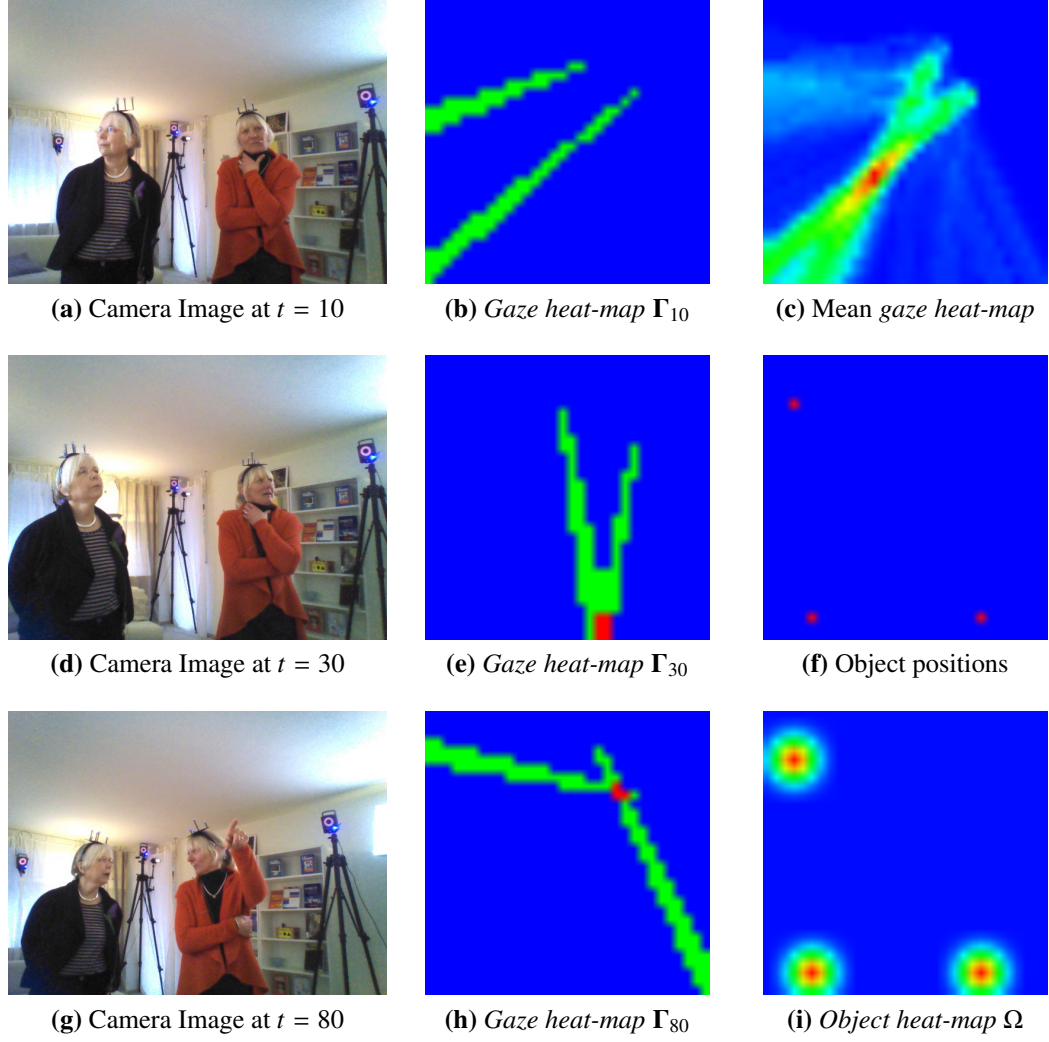 (a) Camera Image at t = 10
(b) Gaze heat-map Γ₁₀
(c) Mean gaze heat-map
(d) Camera Image at t = 30
(e) Gaze heat-map Γ₃₀
(f) Object positions
(g) Camera Image at t = 80
(h) Gaze heat-map Γ₈₀
(i) Object heat-map Ω